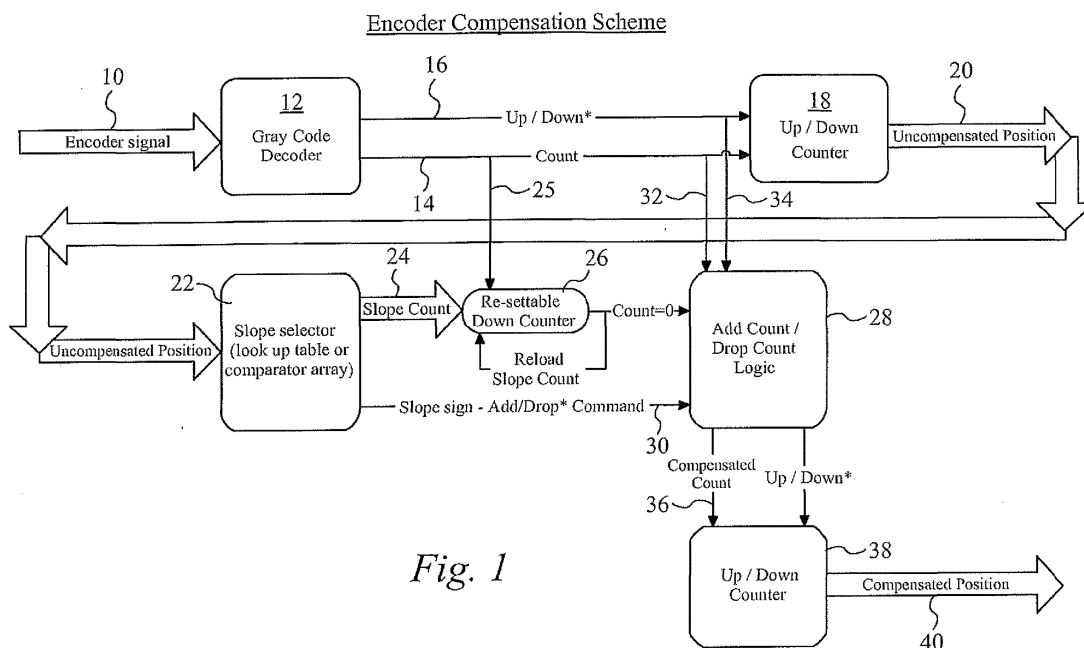 Encoder Compensation Scheme
10
Encoder signal
12
Gray Code
Decoder
16
Up / Down*
Count
14
25
18
Up / Down
Counter
20
Uncompensated Position
32
34
22
Slope selector
(look up table or
comparator array)
Uncompensated Position
24
Slope Count
26
Re-settable
Down Counter
Count=0
Reload
Slope Count
Slope sign - Add/Drop* Command
30
Add Count /
Drop Count
Logic
28
Compensated
Count
Up / Down*
36
Up / Down
Counter
38
Compensated Position
40
Fig. 1